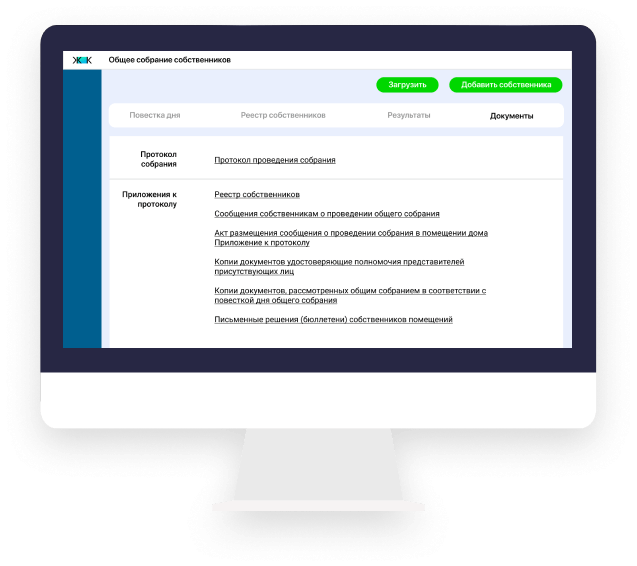 ЖК Общее собрание собственников
Загрузить Добавить собственника
Повестка дня Реестр собственников Результаты Документы
Протокол
собрания
Протокол проведения собрания
Приложения к
протоколу
Реестр собственников
Сообщения собственникам о проведении общего собрания
Акт размещения сообщения о проведении собрания в помещении дома
Приложение к протоколу
Копии документов удостоверяющие полномочия представителей
присутствующих лиц
Копии документов, рассмотренных общим собранием в соответствии с
повесткой дня общего собрания
Письменные решения (бюллетени) собственников помещений